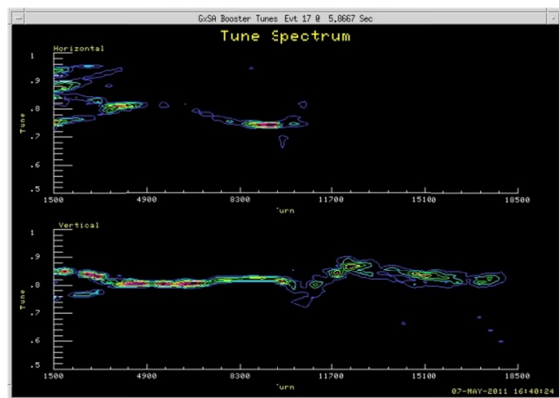 GxSA Booster Tunes Evt 17 @ 5.8667 Sec
Tune Spectrum
Horizontal
1
.9
.8
.7
.6
.5
Tune
1500 4900 8300 11700 15100 18500
Turn
Vertical
1
.9
.8
.7
.6
.5
Tune
1500 4900 8300 11700 15100 18500
Turn
07-MAY-2011 16:40:24